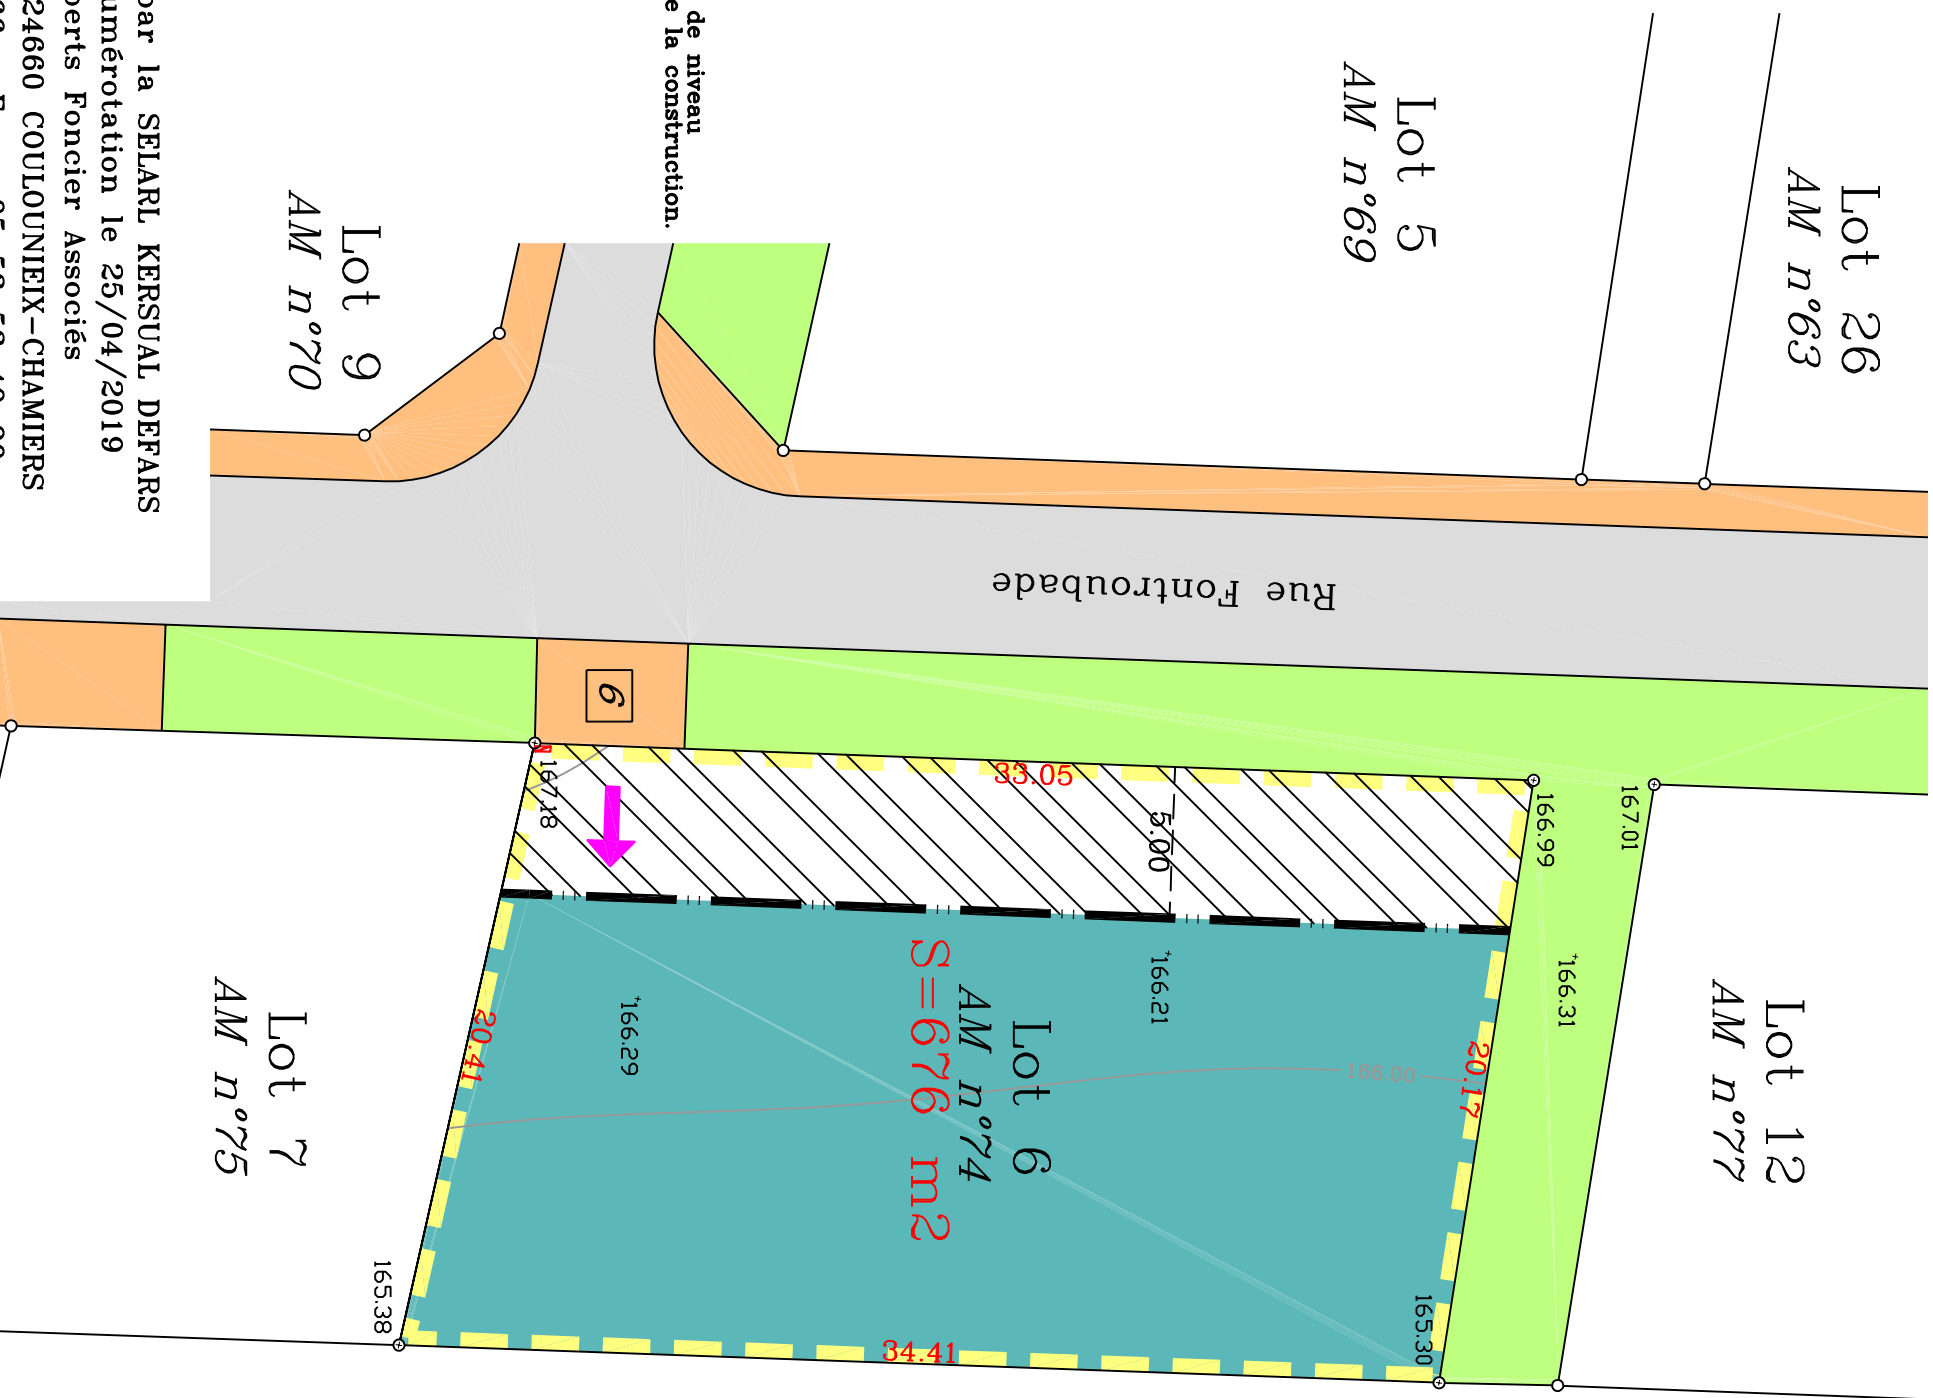 de niveau
e la construction.
par la SELARL KERSUAL DEFARS
umérotation le 25/04/2019
perts Foncier Associés
24660 COULOUNIEIX-CHAMIERS
Lot 26
AM n°63
Lot 5
AM n°69
Lot 9
AM n°70
Rue Fontroubade
6
167.18
33.05
5.00
166.99
167.01
166.31
166.21
166.29
166.00
20.41
20.17
Lot 6
AM n°74
S=676 m2
Lot 12
AM n°77
Lot 7
AM n°75
165.38
165.30
34.41